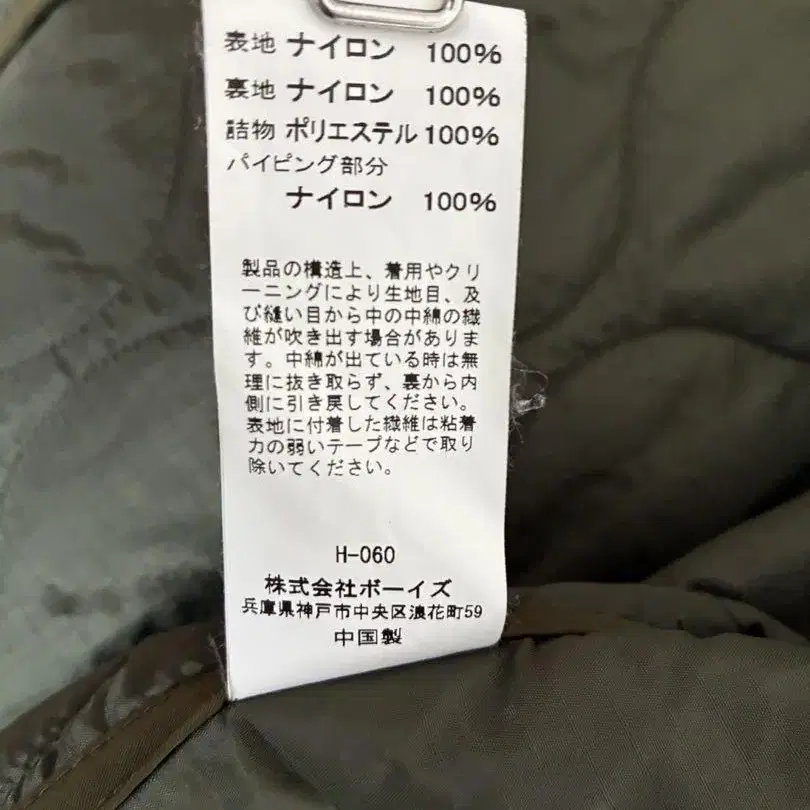 表地 ナイロン 100%
裏地 ナイロン 100%
詰物 ポリエステル 100%
パイピング部分
ナイロン 100%
製品の構造上、着用やクリ
ーニングにより生地目、及
び縫い目から中の中綿の繊
維が吹き出す場合がありま
す。中綿が出ている時は無
理に抜き取らず、裏から内
側に引き戻してください。
表地に付着した繊維は粘着
力の弱いテープなどで取り
除いてください。
H-060
株式会社ボーイズ
兵庫県神戸市中央区浪花町59
中国製